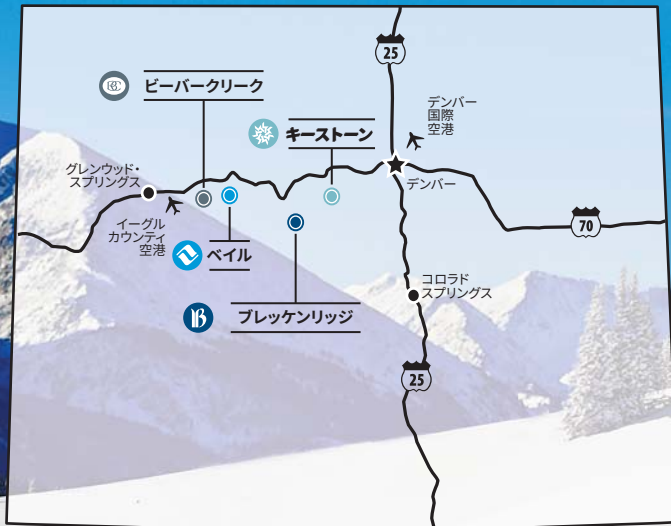 25
BC
ビーバークリーク
デンバー
国際
空港
キーストーン
グレンウッド・
スプリングス
デンバー
イーグル
カウンティ
空港
70
ベイル
コロラド
スプリングス
B
ブレッケンリッジ
25